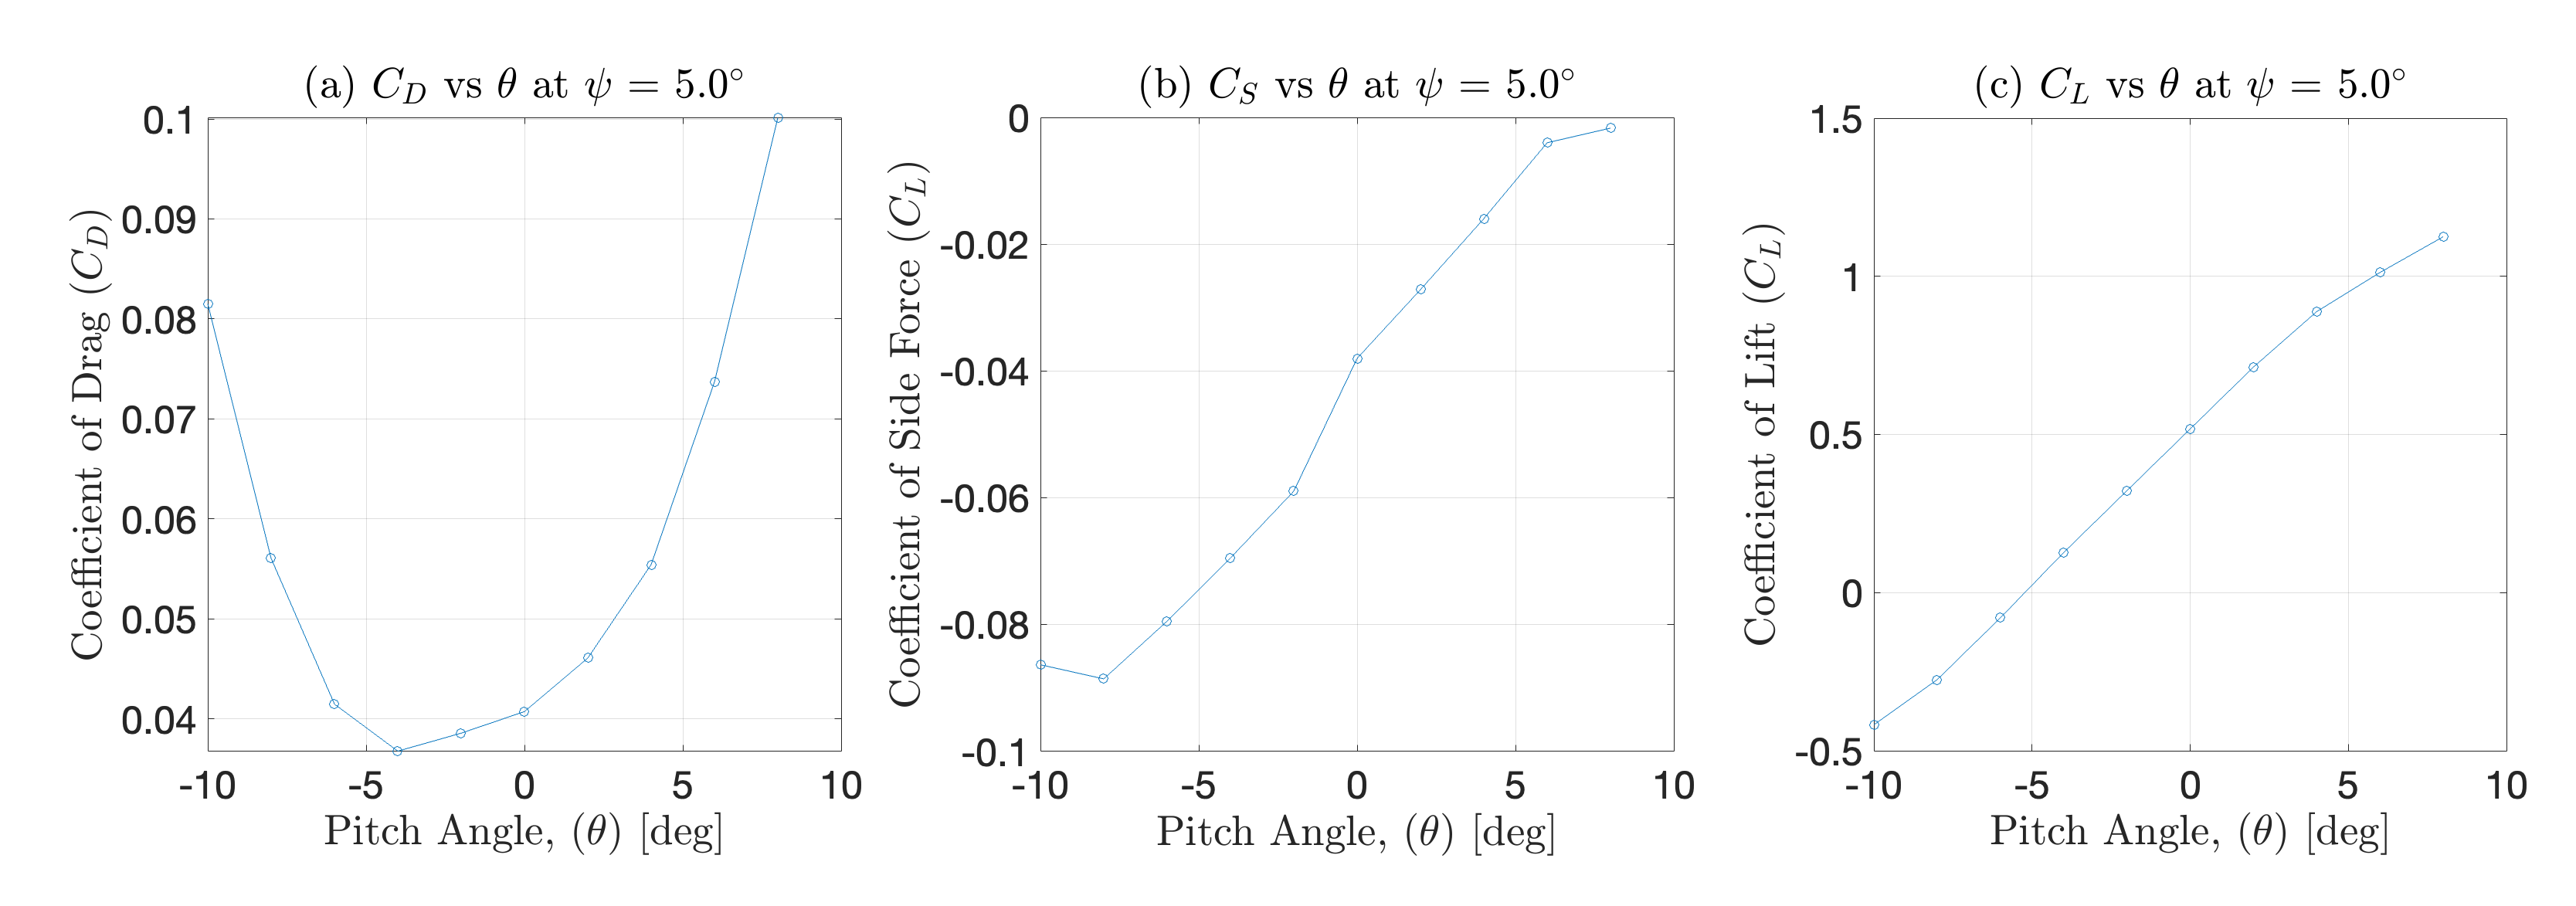 (a) C_D vs θ at ψ = 5.0°
Coefficient of Drag (C_D)
0.1
0.09
0.08
0.07
0.06
0.05
0.04
-10 -5 0 5 10
Pitch Angle, (θ) [deg]
(b) C_S vs θ at ψ = 5.0°
Coefficient of Side Force (C_L)
0
-0.02
-0.04
-0.06
-0.08
-0.1
-10 -5 0 5 10
Pitch Angle, (θ) [deg]
(c) C_L vs θ at ψ = 5.0°
Coefficient of Lift (C_L)
1.5
1
0.5
0
-0.5
-10 -5 0 5 10
Pitch Angle, (θ) [deg]